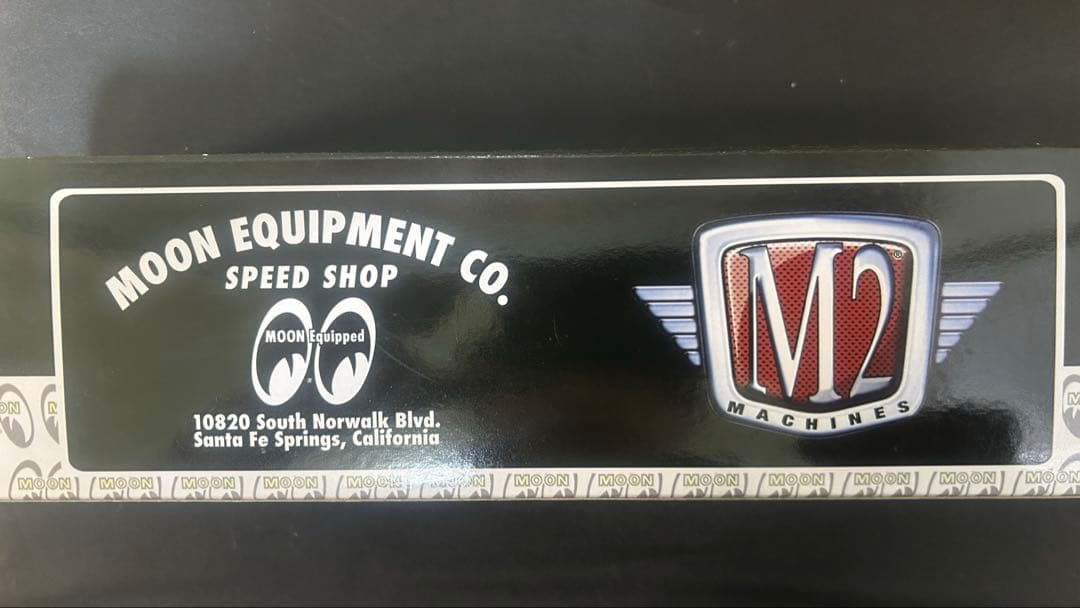 MOON EQUIPMENT CO.
SPEED SHOP
MOON Equipped
10820 South Norwalk Blvd.
Santa Fe Springs, California
M2
MACHINES
MOON MOON MOON MOON MOON MOON MOON MOON MOON MOON MOON MOON MOON